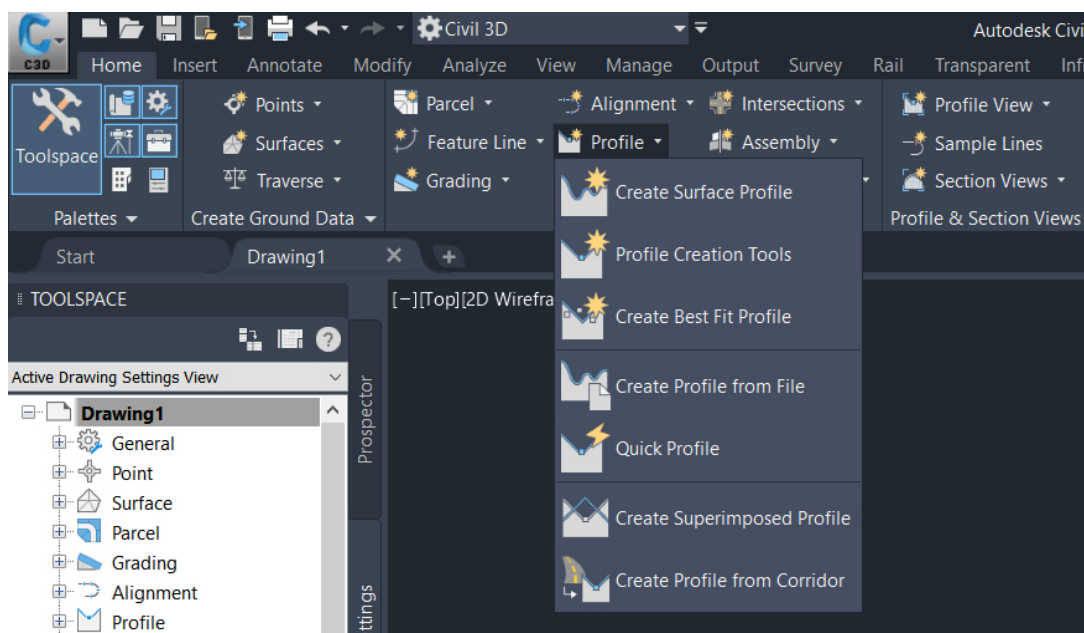 Civil 3D
Autodesk Civi
C3D
Home Insert Annotate Modify Analyze View Manage Output Survey Rail Transparent Inf
Toolspace
Points
Surfaces
Traverse
Parcel
Feature Line
Grading
Alignment
Profile
Intersections
Assembly
Profile View
Sample Lines
Section Views
Palettes
Create Ground Data
Profile & Section Views
Start
Drawing1
TOOLSPACE
Active Drawing Settings View
Drawing1
General
Point
Surface
Parcel
Grading
Alignment
Profile
Prospector
ttings
[−][Top][2D Wirefra
Create Surface Profile
Profile Creation Tools
Create Best Fit Profile
Create Profile from File
Quick Profile
Create Superimposed Profile
Create Profile from Corridor